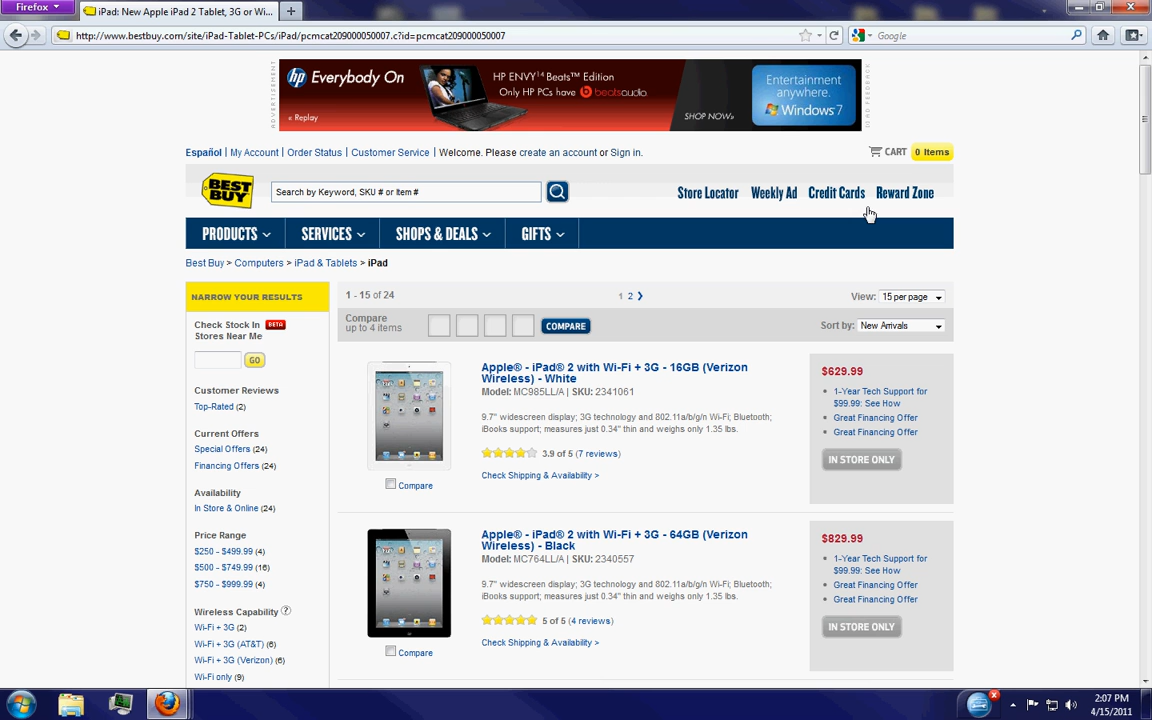 Firefox
iPad: New Apple iPad 2 Tablet, 3G or Wi...
http://www.bestbuy.com/site/iPad-Tablet-PCs/iPad/pcmcat209000050007.c?id=pcmcat209000050007
Google
ADVERTISEMENT
hp Everybody On
HP ENVY14 Beats™ Edition
Only HP PCs have beatsaudio
« Replay
SHOP NOW»
Entertainment
anywhere.
Windows 7
AD FEEDBACK
Español | My Account | Order Status | Customer Service | Welcome. Please create an account or Sign in.
CART 0 Items
BEST BUY
Search by Keyword, SKU # or Item #
Store Locator Weekly Ad Credit Cards Reward Zone
PRODUCTS SERVICES SHOPS & DEALS GIFTS
Best Buy > Computers > iPad & Tablets > iPad
NARROW YOUR RESULTS
Check Stock In BETA
Stores Near Me
GO
Customer Reviews
Top-Rated (2)
Current Offers
Special Offers (24)
Financing Offers (24)
Availability
In Store & Online (24)
Price Range
$250 - $499.99 (4)
$500 - $749.99 (16)
$750 - $999.99 (4)
Wireless Capability ?
Wi-Fi + 3G (2)
Wi-Fi + 3G (AT&T) (6)
Wi-Fi + 3G (Verizon) (6)
Wi-Fi only (9)
1 - 15 of 24
1 2
View: 15 per page
Compare
up to 4 items
COMPARE
Sort by: New Arrivals
Apple® - iPad® 2 with Wi-Fi + 3G - 16GB (Verizon
Wireless) - White
Model: MC985LL/A | SKU: 2341061
9.7" widescreen display; 3G technology and 802.11a/b/g/n Wi-Fi; Bluetooth;
iBooks support; measures just 0.34" thin and weighs only 1.35 lbs.
3.9 of 5 (7 reviews)
Check Shipping & Availability >
Compare
$629.99
1-Year Tech Support for
$99.99: See How
Great Financing Offer
Great Financing Offer
IN STORE ONLY
Apple® - iPad® 2 with Wi-Fi + 3G - 64GB (Verizon
Wireless) - Black
Model: MC764LL/A | SKU: 2340557
9.7" widescreen display; 3G technology and 802.11a/b/g/n Wi-Fi; Bluetooth;
iBooks support; measures just 0.34" thin and weighs only 1.35 lbs.
5 of 5 (4 reviews)
Check Shipping & Availability >
Compare
$829.99
1-Year Tech Support for
$99.99: See How
Great Financing Offer
Great Financing Offer
IN STORE ONLY
2:07 PM
4/15/2011